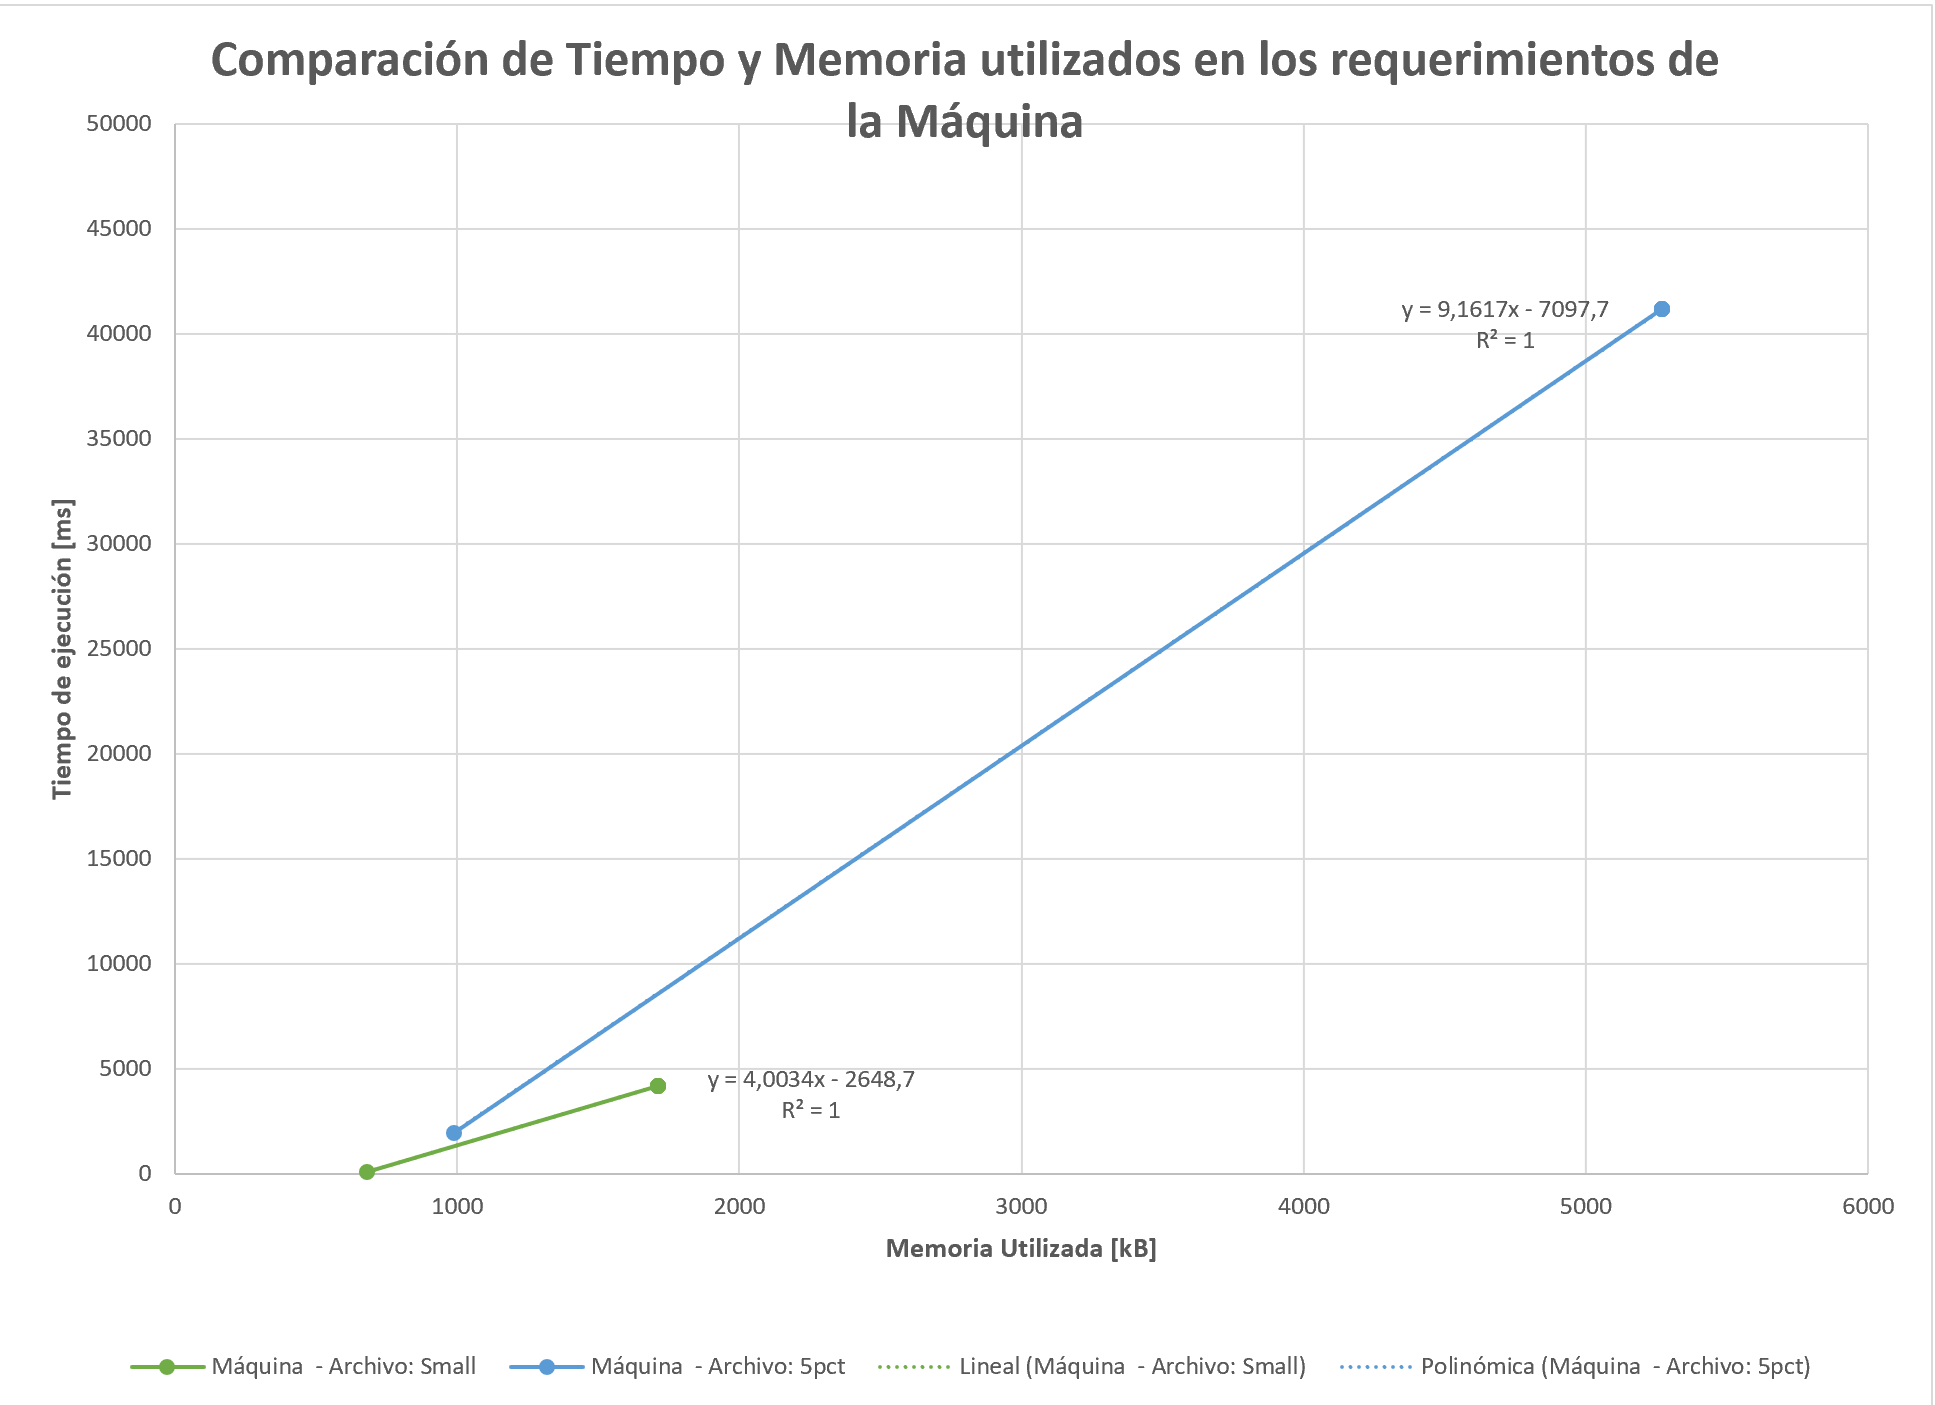 Comparación de Tiempo y Memoria utilizados en los requerimientos de
la Máquina
50000
45000
40000
35000
30000
25000
20000
15000
10000
5000
0
Tiempo de ejecución [ms]
y = 9,1617x - 7097,7
R² = 1
y = 4,0034x - 2648,7
R² = 1
0 1000 2000 3000 4000 5000 6000
Memoria Utilizada [kB]
Máquina - Archivo: Small Máquina - Archivo: 5pct Lineal (Máquina - Archivo: Small) Polinómica (Máquina - Archivo: 5pct)